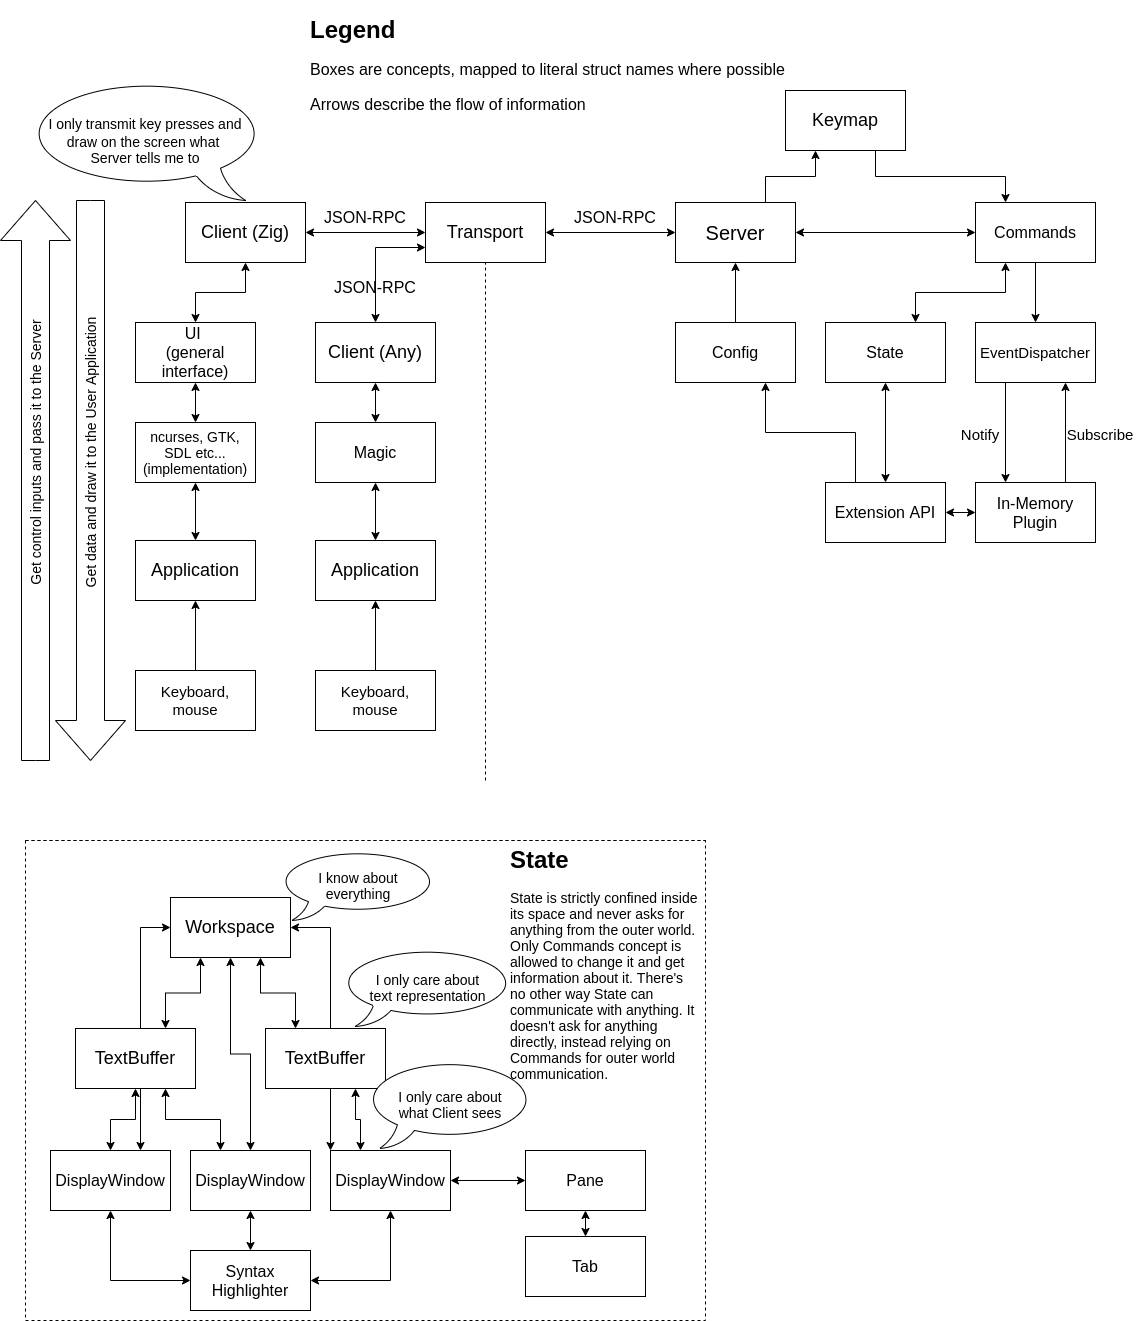 Legend
Boxes are concepts, mapped to literal struct names where possible
Arrows describe the flow of information
I only transmit key presses and
draw on the screen what
Server tells me to
Keymap
Client (Zig)
JSON-RPC
Transport
JSON-RPC
Server
Commands
JSON-RPC
UI
(general
interface)
Client (Any)
Config
State
EventDispatcher
Get control inputs and pass it to the Server
Get data and draw it to the User Application
ncurses, GTK,
SDL etc...
(implementation)
Magic
Notify
Subscribe
Extension API
In-Memory
Plugin
Application
Application
Keyboard,
mouse
Keyboard,
mouse
State
State is strictly confined inside
its space and never asks for
anything from the outer world.
Only Commands concept is
allowed to change it and get
information about it. There's
no other way State can
communicate with anything. It
doesn't ask for anything
directly, instead relying on
Commands for outer world
communication.
I know about
everything
Workspace
I only care about
text representation
TextBuffer
TextBuffer
I only care about
what Client sees
DisplayWindow
DisplayWindow
DisplayWindow
Pane
Syntax
Highlighter
Tab